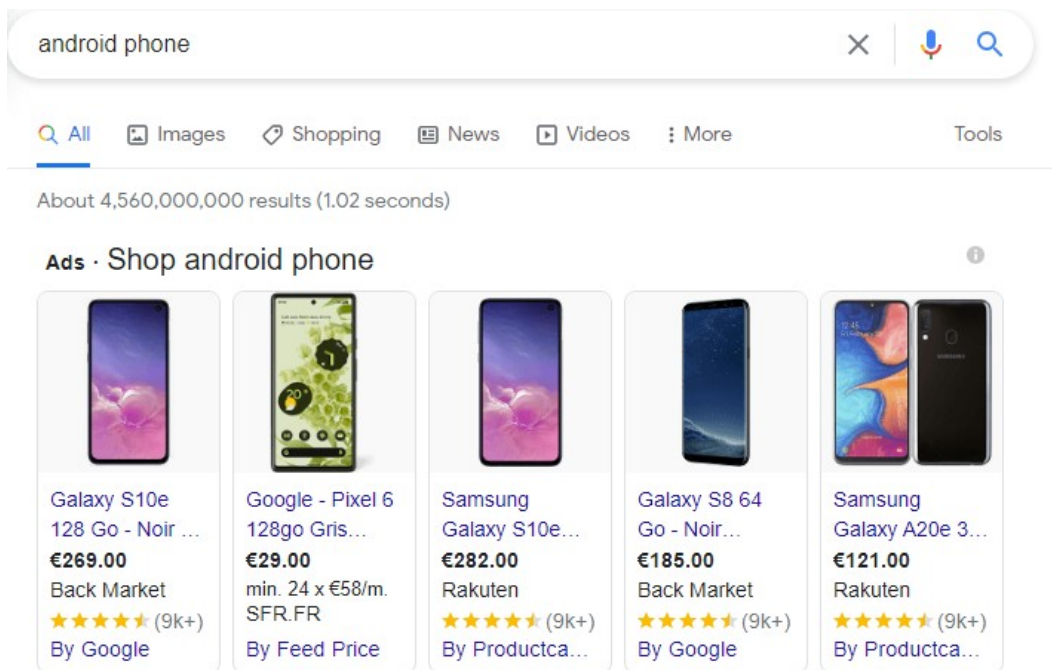 android phone
All Images Shopping News Videos More Tools
About 4,560,000,000 results (1.02 seconds)
Ads · Shop android phone
Galaxy S10e
128 Go - Noir ...
€269.00
Back Market
(9k+)
By Google
Google - Pixel 6
128go Gris...
€29.00
min. 24 x €58/m.
SFR.FR
By Feed Price
Samsung
Galaxy S10e...
€282.00
Rakuten
(9k+)
By Productca...
Galaxy S8 64
Go - Noir...
€185.00
Back Market
(9k+)
By Google
SAMSUNG
Samsung
Galaxy A20e 3...
€121.00
Rakuten
(9k+)
By Productca...